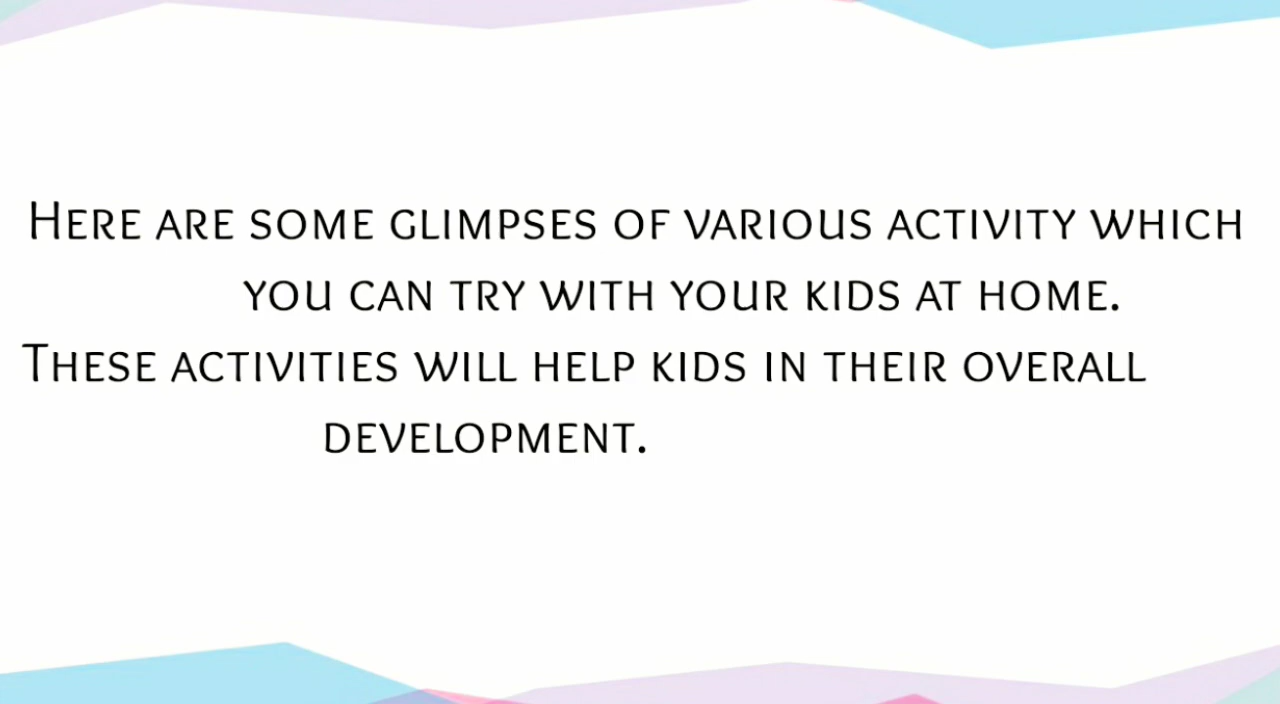 Here are some glimpses of various activity which
you can try with your kids at home.
These activities will help kids in their overall
development.